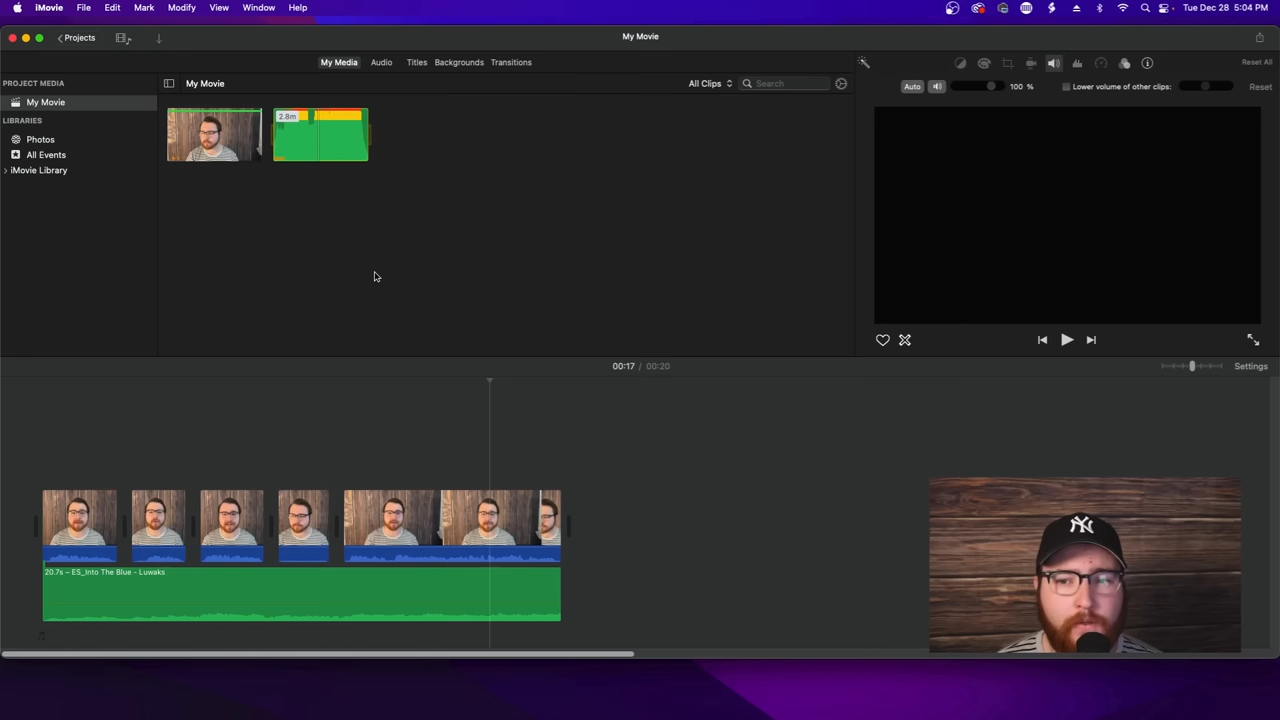 iMovie File Edit Mark Modify View Window Help Tue Dec 28 5:04 PM
Projects My Movie
My Media Audio Titles Backgrounds Transitions Reset All
PROJECT MEDIA My Movie All Clips Search Auto 100 % Lower volume of other clips: Reset
My Movie
LIBRARIES
2.8m
Photos
All Events
iMovie Library
00:17 / 00:20 Settings
20.7s – ES_Into The Blue - Luwaks
NY